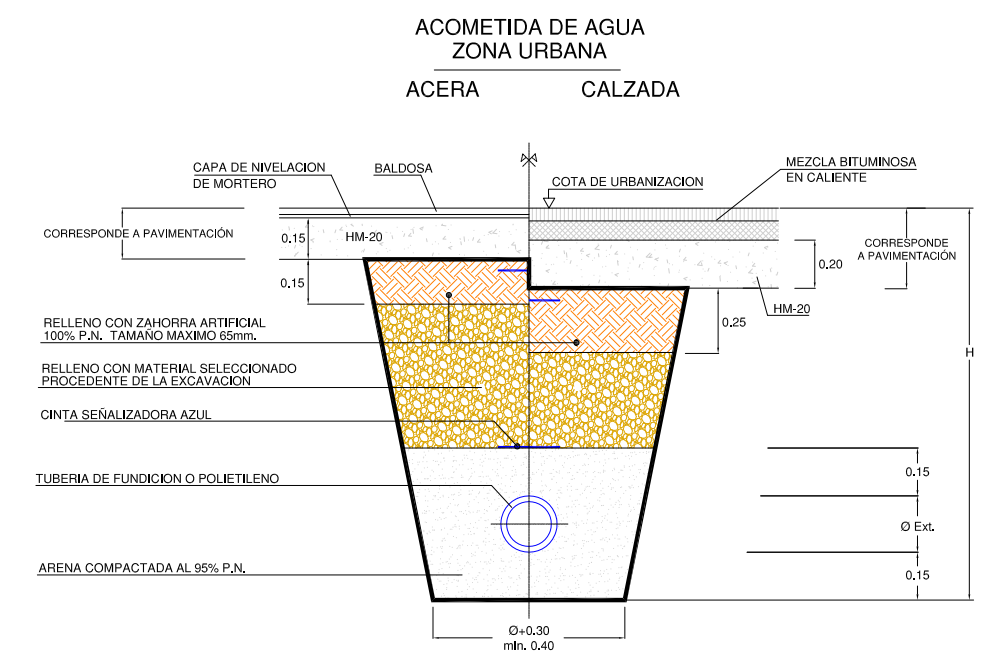 ACOMETIDA DE AGUA
ZONA URBANA
ACERA
CALZADA
CAPA DE NIVELACION
DE MORTERO
BALDOSA
COTA DE URBANIZACION
MEZCLA BITUMINOSA
EN CALIENTE
CORRESPONDE A PAVIMENTACIÓN
0.15
HM-20
CORRESPONDE
A PAVIMENTACIÓN
0.20
0.15
HM-20
0.25
RELLENO CON ZAHORRA ARTIFICIAL
100% P.N. TAMAÑO MAXIMO 65mm.
H
RELLENO CON MATERIAL SELECCIONADO
PROCEDENTE DE LA EXCAVACION
CINTA SEÑALIZADORA AZUL
0.15
TUBERIA DE FUNDICION O POLIETILENO
Ø Ext.
ARENA COMPACTADA AL 95% P.N.
0.15
Ø+0.30
min. 0.40